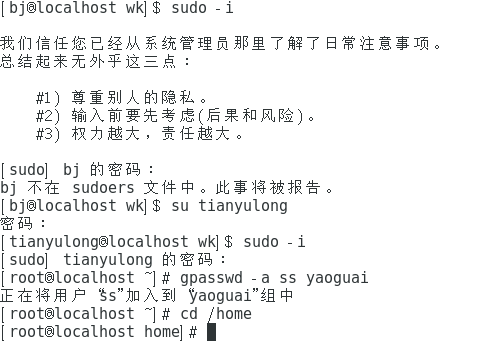 [bj@localhost wk]$ sudo -i
我们信任您已经从系统管理员那里了解了日常注意事项。
总结起来无外乎这三点：
#1) 尊重别人的隐私。
#2) 输入前要先考虑(后果和风险)。
#3) 权力越大，责任越大。
[sudo] bj 的密码：
bj 不在 sudoers 文件中。此事将被报告。
[bj@localhost wk]$ su tianyulong
密码：
[tianyulong@localhost wk]$ sudo -i
[sudo] tianyulong 的密码：
[root@localhost ~]# gpasswd -a ss yaoguai
正在将用户“ss”加入到“yaoguai”组中
[root@localhost ~]# cd /home
[root@localhost home]#